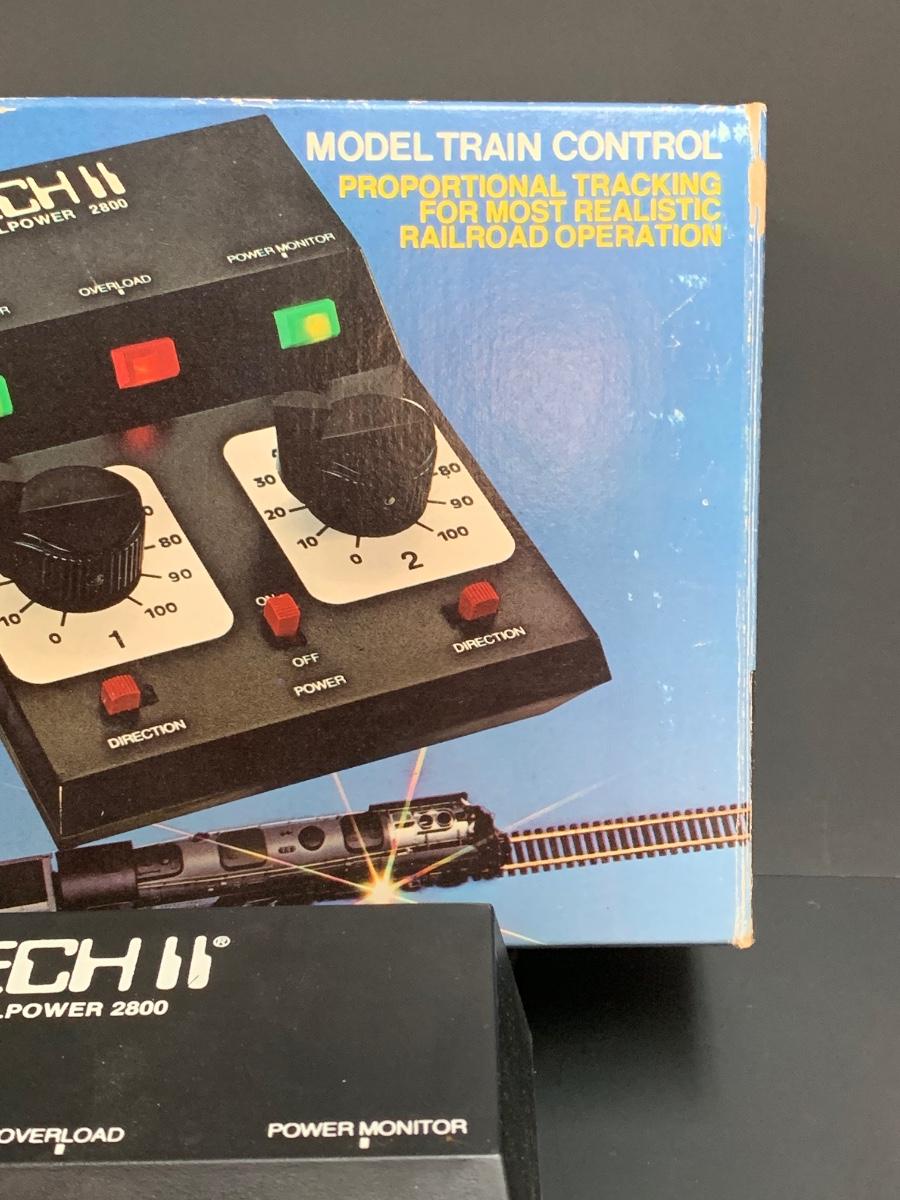 MODEL TRAIN CONTROL
PROPORTIONAL TRACKING
FOR MOST REALISTIC
RAILROAD OPERATION
ECH II
LPOWER 2800
R
OVERLOAD
POWER MONITOR
80
90
100
10
0
1
30
20
10
0
80
90
100
2
ON
OFF
POWER
DIRECTION
DIRECTION
ECH II®
LPOWER 2800
OVERLOAD
POWER MONITOR